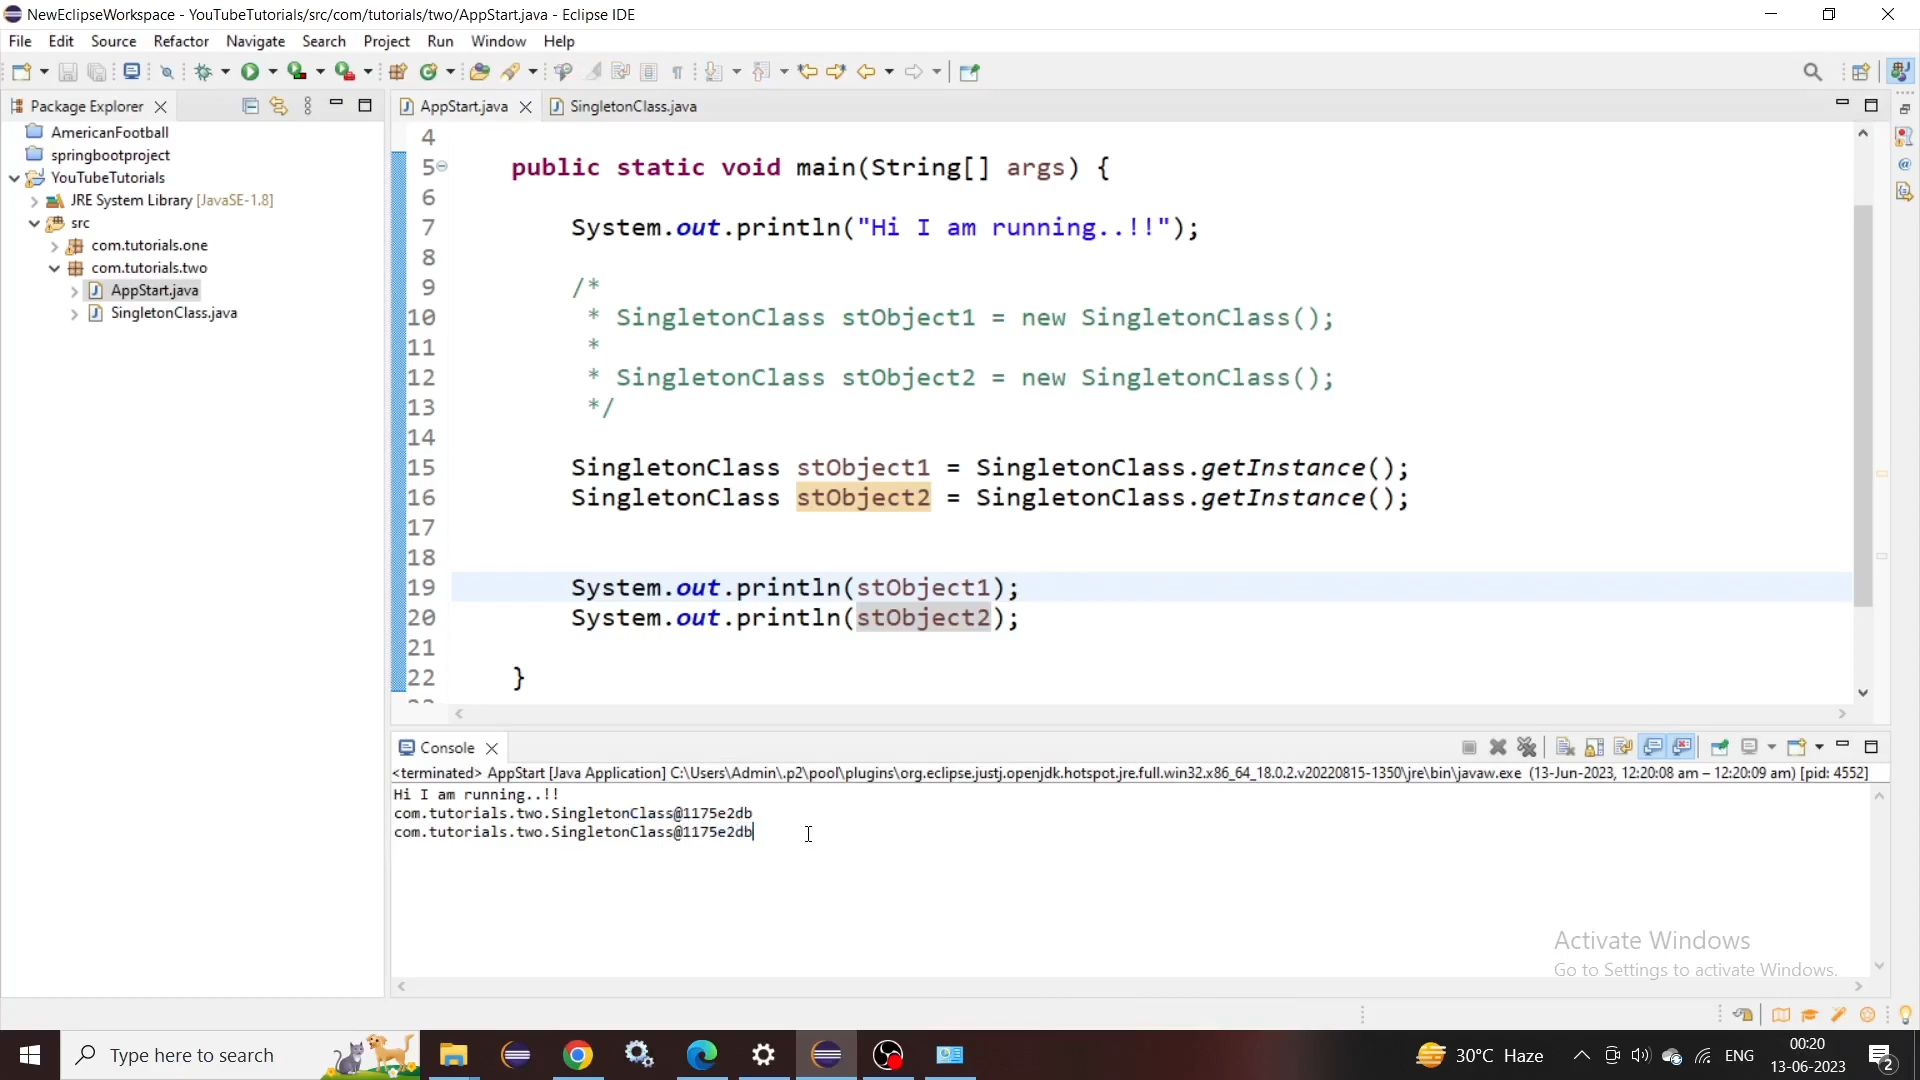 NewEclipseWorkspace - YouTubeTutorials/src/com/tutorials/two/AppStart.java - Eclipse IDE
File Edit Source Refactor Navigate Search Project Run Window Help
Package Explorer
AmericanFootball
springbootproject
YouTubeTutorials
JRE System Library [JavaSE-1.8]
src
com.tutorials.one
com.tutorials.two
AppStart.java
SingletonClass.java
AppStart.java SingletonClass.java
4
5 public static void main(String[] args) {
6
7 System.out.println("Hi I am running..!!");
8
9 /*
10 * SingletonClass stObject1 = new SingletonClass();
11 *
12 * SingletonClass stObject2 = new SingletonClass();
13 */
14
15 SingletonClass stObject1 = SingletonClass.getInstance();
16 SingletonClass stObject2 = SingletonClass.getInstance();
17
18
19 System.out.println(stObject1);
20 System.out.println(stObject2);
21
22 }
Console
<terminated> AppStart [Java Application] C:\Users\Admin\.p2\pool\plugins\org.eclipse.justj.openjdk.hotspot.jre.full.win32.x86_64_18.0.2.v20220815-1350\jre\bin\javaw.exe (13-Jun-2023, 12:20:08 am – 12:20:09 am) [pid: 4552]
Hi I am running..!!
com.tutorials.two.SingletonClass@1175e2db
com.tutorials.two.SingletonClass@1175e2db
Activate Windows
Go to Settings to activate Windows.
Type here to search
30°C Haze
ENG
00:20
13-06-2023
2